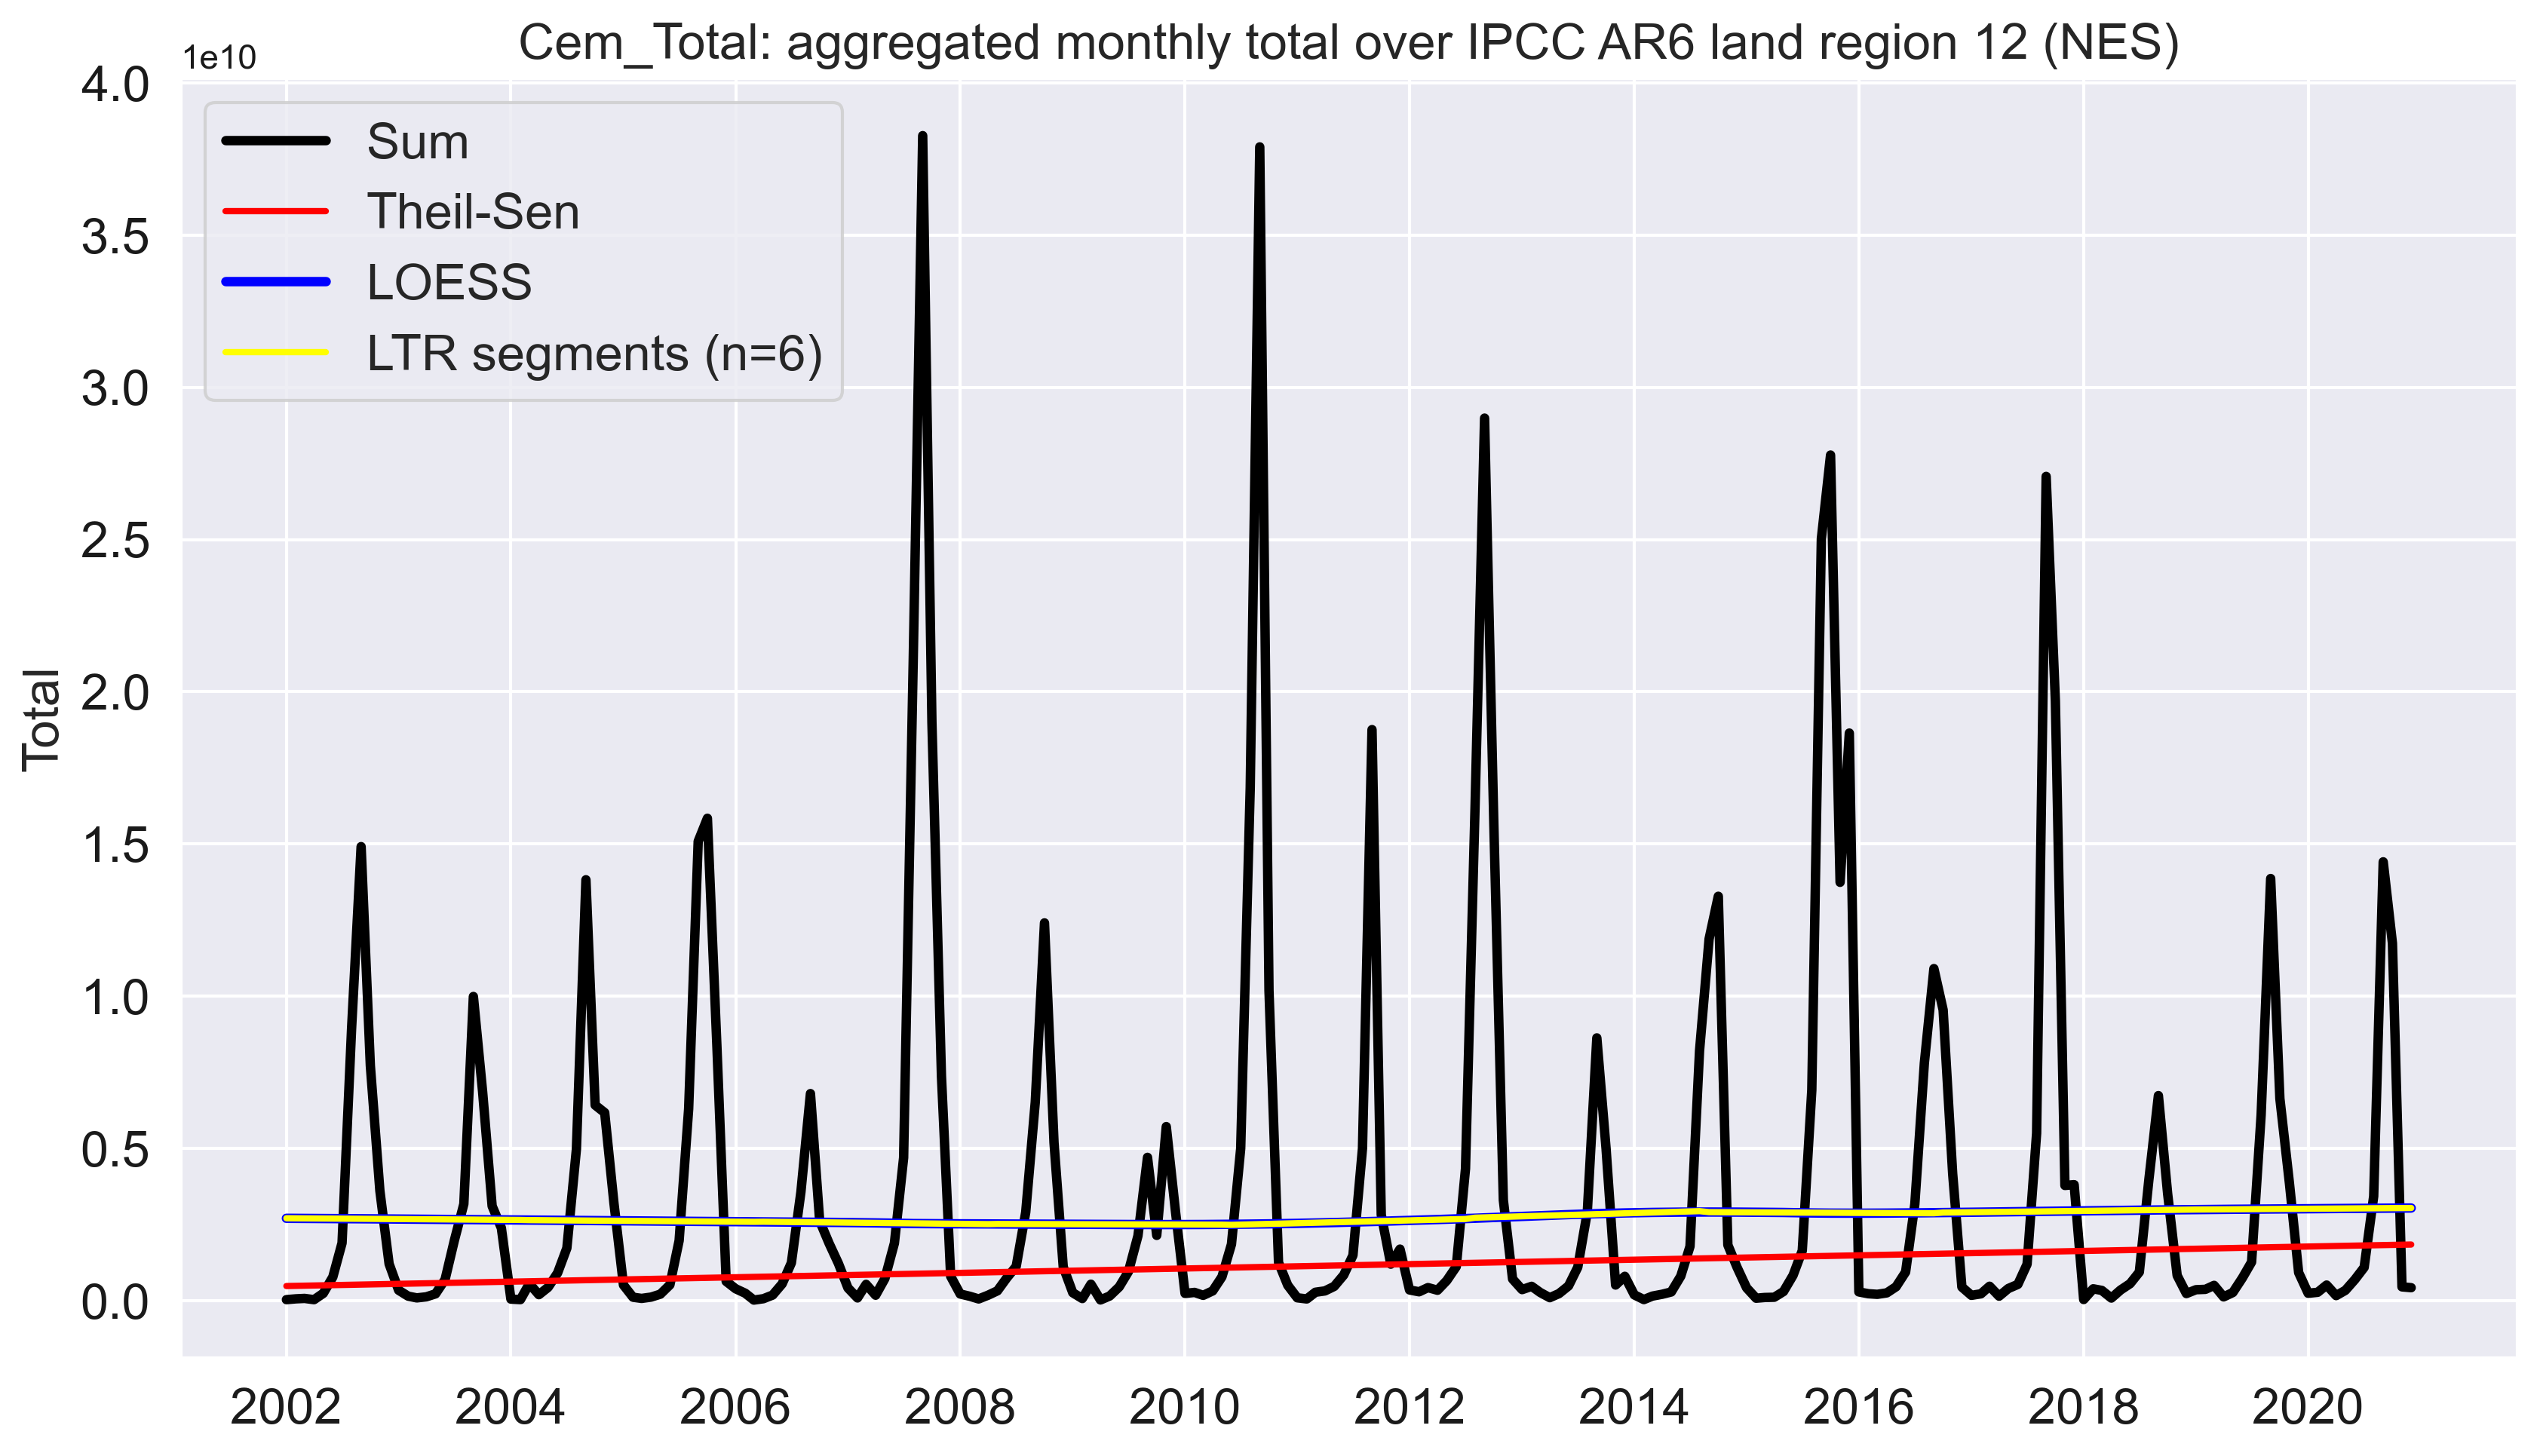 Cem_Total: aggregated monthly total over IPCC AR6 land region 12 (NES)
1e10
4.0
3.5
3.0
2.5
2.0
1.5
1.0
0.5
0.0
Total
Sum
Theil-Sen
LOESS
LTR segments (n=6)
2002 2004 2006 2008 2010 2012 2014 2016 2018 2020